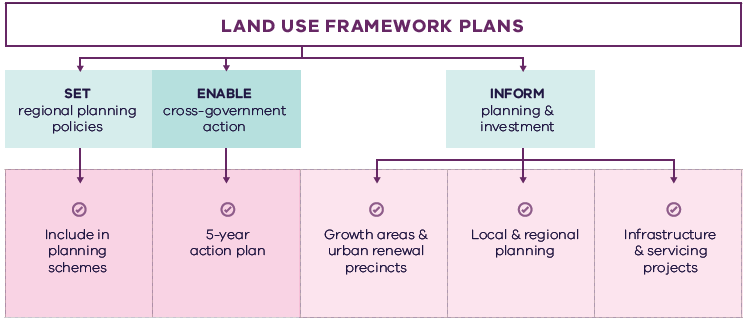 LAND USE FRAMEWORK PLANS
SET
regional planning
policies
ENABLE
cross-government
action
INFORM
planning &
investment
Include in
planning
schemes
5-year
action plan
Growth areas &
urban renewal
precincts
Local & regional
planning
Infrastructure
& servicing
projects